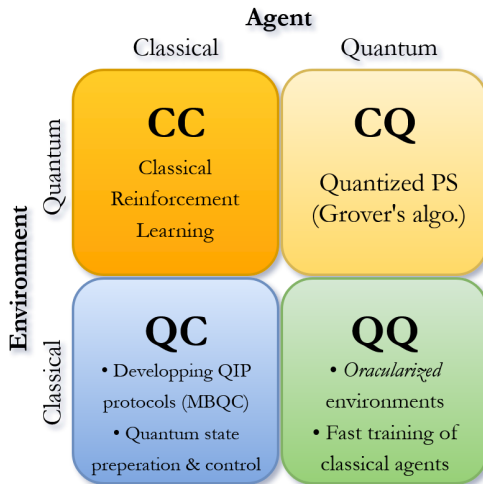 Agent
Classical Quantum
Environment
Quantum
Classical
CC
Classical
Reinforcement
Learning
CQ
Quantized PS
(Grover's algo.)
QC
• Developping QIP
protocols (MBQC)
• Quantum state
preperation & control
QQ
• Oracularized
environments
• Fast training of
classical agents